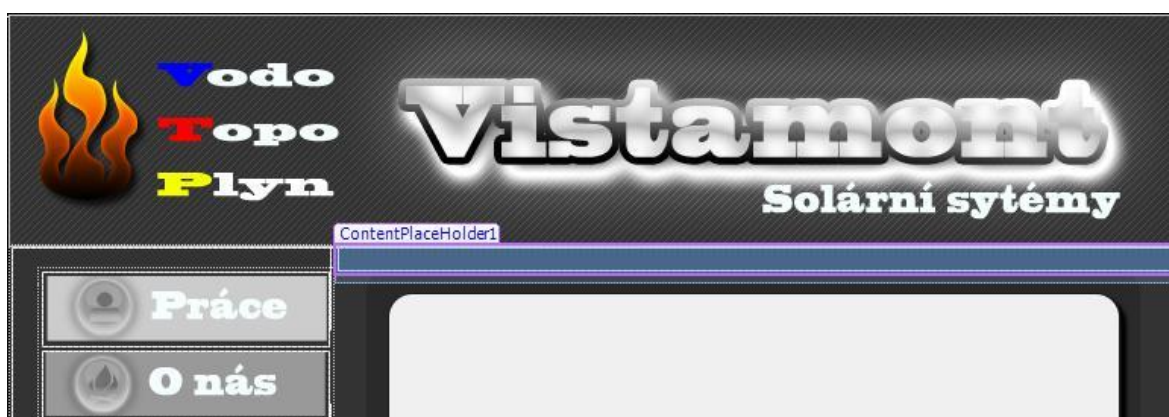 Vodo
Topo
Plyn
Vistamont
Solární sytémy
ContentPlaceHolder1
Práce
O nás